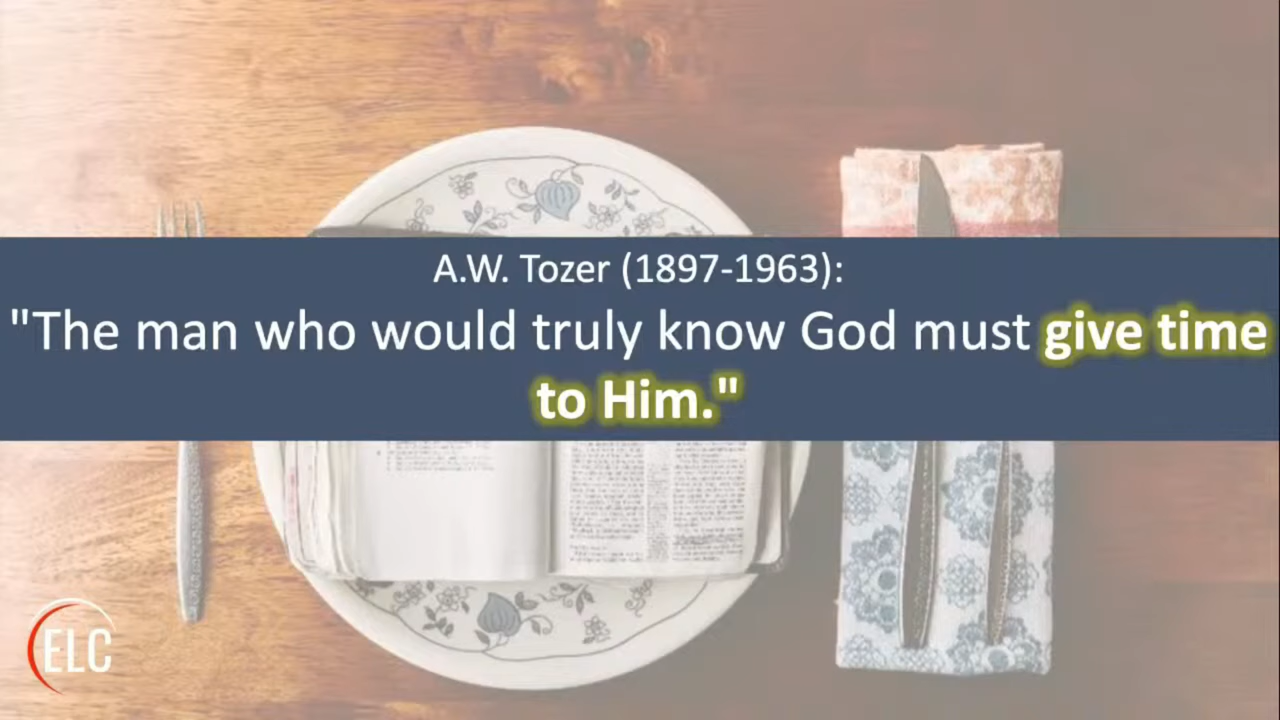 A.W. Tozer (1897-1963):
"The man who would truly know God must give time
to Him."
ELC